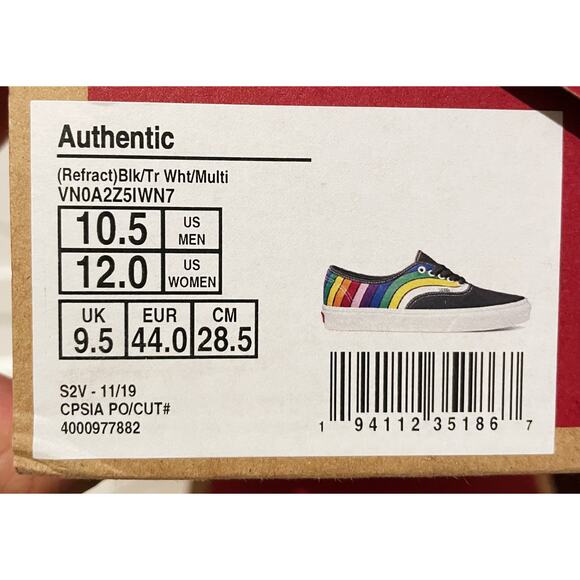 Authentic
(Refract)Blk/Tr Wht/Multi
VN0A2Z5IWN7
10.5 US MEN
12.0 US WOMEN
UK EUR CM
9.5 44.0 28.5
S2V - 11/19
CPSIA PO/CUT#
4000977882
1 94112 35186 7